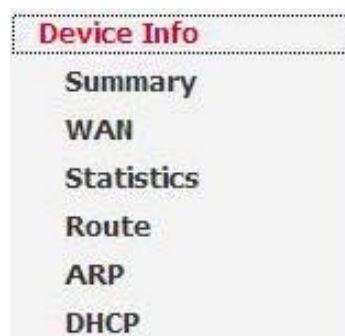 Device Info
Summary
WAN
Statistics
Route
ARP
DHCP